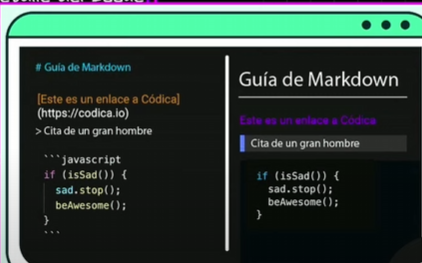 # Guía de Markdown
[Este es un enlace a Códica]
(https://codica.io)
> Cita de un gran hombre
```javascript
if (isSad()) {
sad.stop();
beAwesome();
}
```
Guía de Markdown
Este es un enlace a Códica
Cita de un gran hombre
if (isSad()) {
sad.stop();
beAwesome();
}